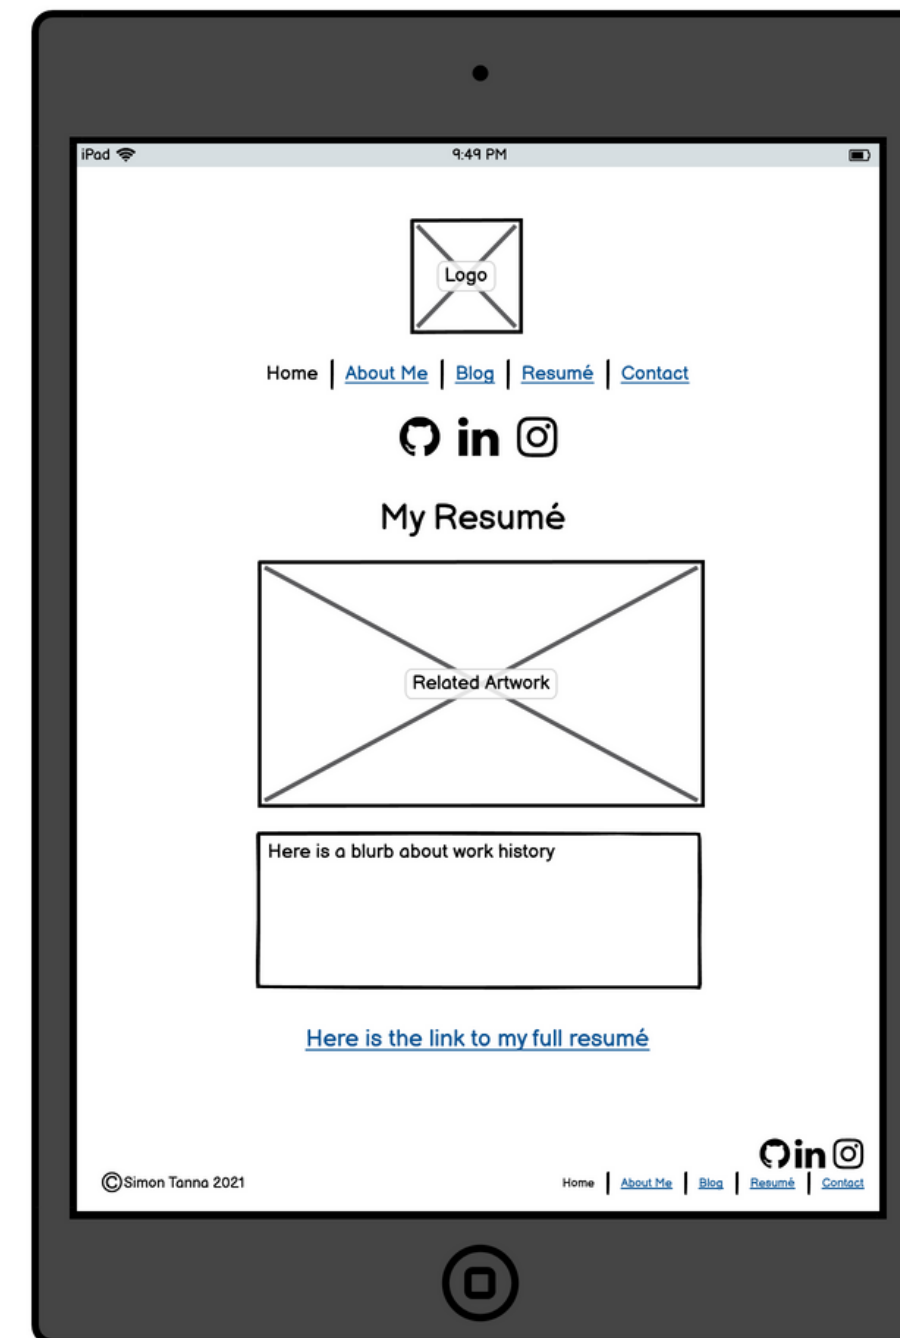 iPad 9:49 PM
Logo
Home | About Me | Blog | Resumé | Contact
in
My Resumé
Related Artwork
Here is a blurb about work history
Here is the link to my full resumé
in
©Simon Tanna 2021 Home | About Me | Blog | Resumé | Contact